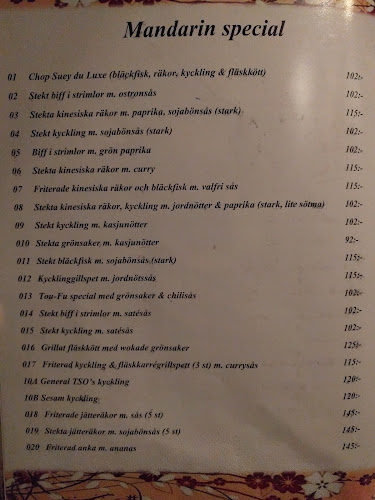 Mandarin special
01 Chop Suey du Luxe (bläckfisk, räkor, kyckling & fläskkött) 102:-
02 Stekt biff i strimlor m. ostronsås 102:-
03 Stekta kinesiska räkor m. paprika, sojabönsås (stark) 115:-
04 Stekt kyckling m. sojabönsås (stark) 102:-
05 Biff i strimlor m. grön paprika 102:-
06 Stekta kinesiska räkor m. curry 115:-
07 Friterade kinesiska räkor och bläckfisk m. valfri sås 115:-
08 Stekta kinesiska räkor, kyckling m. jordnötter & paprika (stark, lite sötma) 102:-
09 Stekt kyckling m. kasjunötter 102:-
010 Stekta grönsaker m. kasjunötter 92:-
011 Stekt bläckfisk m. sojabönsås (stark) 115:-
012 Kycklinggillspet m. jordnötssås 115:-
013 Tou-Fu special med grönsaker & chilisås 102:-
014 Stekt biff i strimlor m. satésås 102:-
015 Stekt kyckling m. satésås 102:-
016 Grillat fläskkött med wokade grönsaker 125:-
017 Friterad kyckling & fläskkarrégrillspett (3 st) m. currysås 115:-
10A General TSO's kyckling 120:-
10B Sesam kyckling 120:-
018 Friterade jätteräkor m. sås (5 st) 145:-
019 Stekta jätteräkor m. sojabönsås (5 st) 145:-
020 Friterad anka m. ananas 145:-